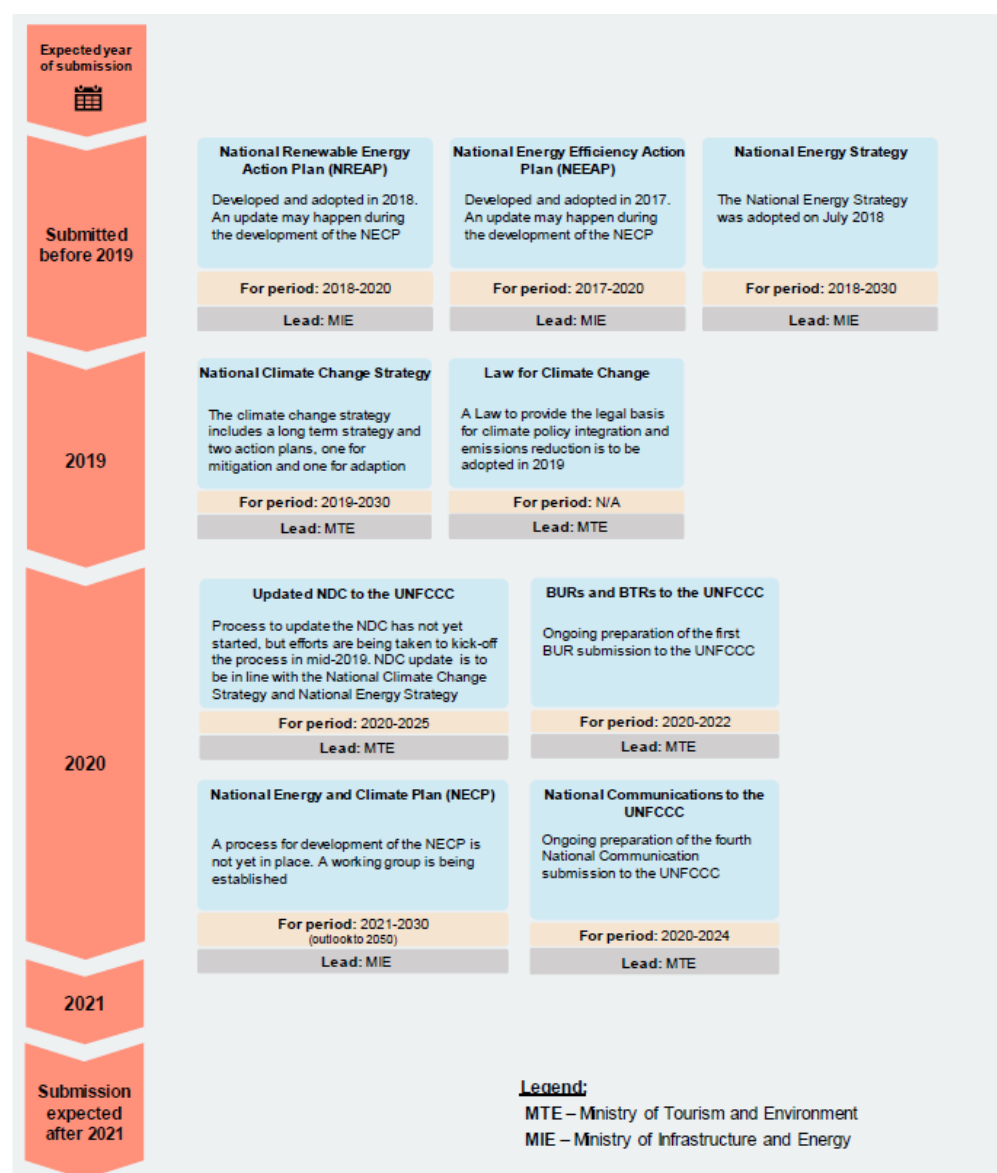 Expected year
of submission
National Renewable Energy
Action Plan (NREAP)
Developed and adopted in 2018.
An update may happen during
the development of the NECP
For period: 2018-2020
Lead: MIE
National Energy Efficiency Action
Plan (NEEAP)
Developed and adopted in 2017.
An update may happen during
the development of the NECP
For period: 2017-2020
Lead: MIE
National Energy Strategy
The National Energy Strategy
was adopted on July 2018
For period: 2018-2030
Lead: MIE
Submitted
before 2019
National Climate Change Strategy
The climate change strategy
includes a long term strategy and
two action plans, one for
mitigation and one for adaption
For period: 2019-2030
Lead: MTE
Law for Climate Change
A Law to provide the legal basis
for climate policy integration and
emissions reduction is to be
adopted in 2019
For period: N/A
Lead: MTE
2019
Updated NDC to the UNFCCC
Process to update the NDC has not yet
started, but efforts are being taken to kick-off
the process in mid-2019. NDC update is to
be in line with the National Climate Change
Strategy and National Energy Strategy
For period: 2020-2025
Lead: MTE
BURs and BTRs to the UNFCCC
Ongoing preparation of the first
BUR submission to the UNFCCC
For period: 2020-2022
Lead: MTE
2020
National Energy and Climate Plan (NECP)
A process for development of the NECP is
not yet in place. A working group is being
established
For period: 2021-2030
(outlook to 2050)
Lead: MIE
National Communications to the
UNFCCC
Ongoing preparation of the fourth
National Communication
submission to the UNFCCC
For period: 2020-2024
Lead: MTE
2021
Submission
expected
after 2021
Legend:
MTE – Ministry of Tourism and Environment
MIE – Ministry of Infrastructure and Energy